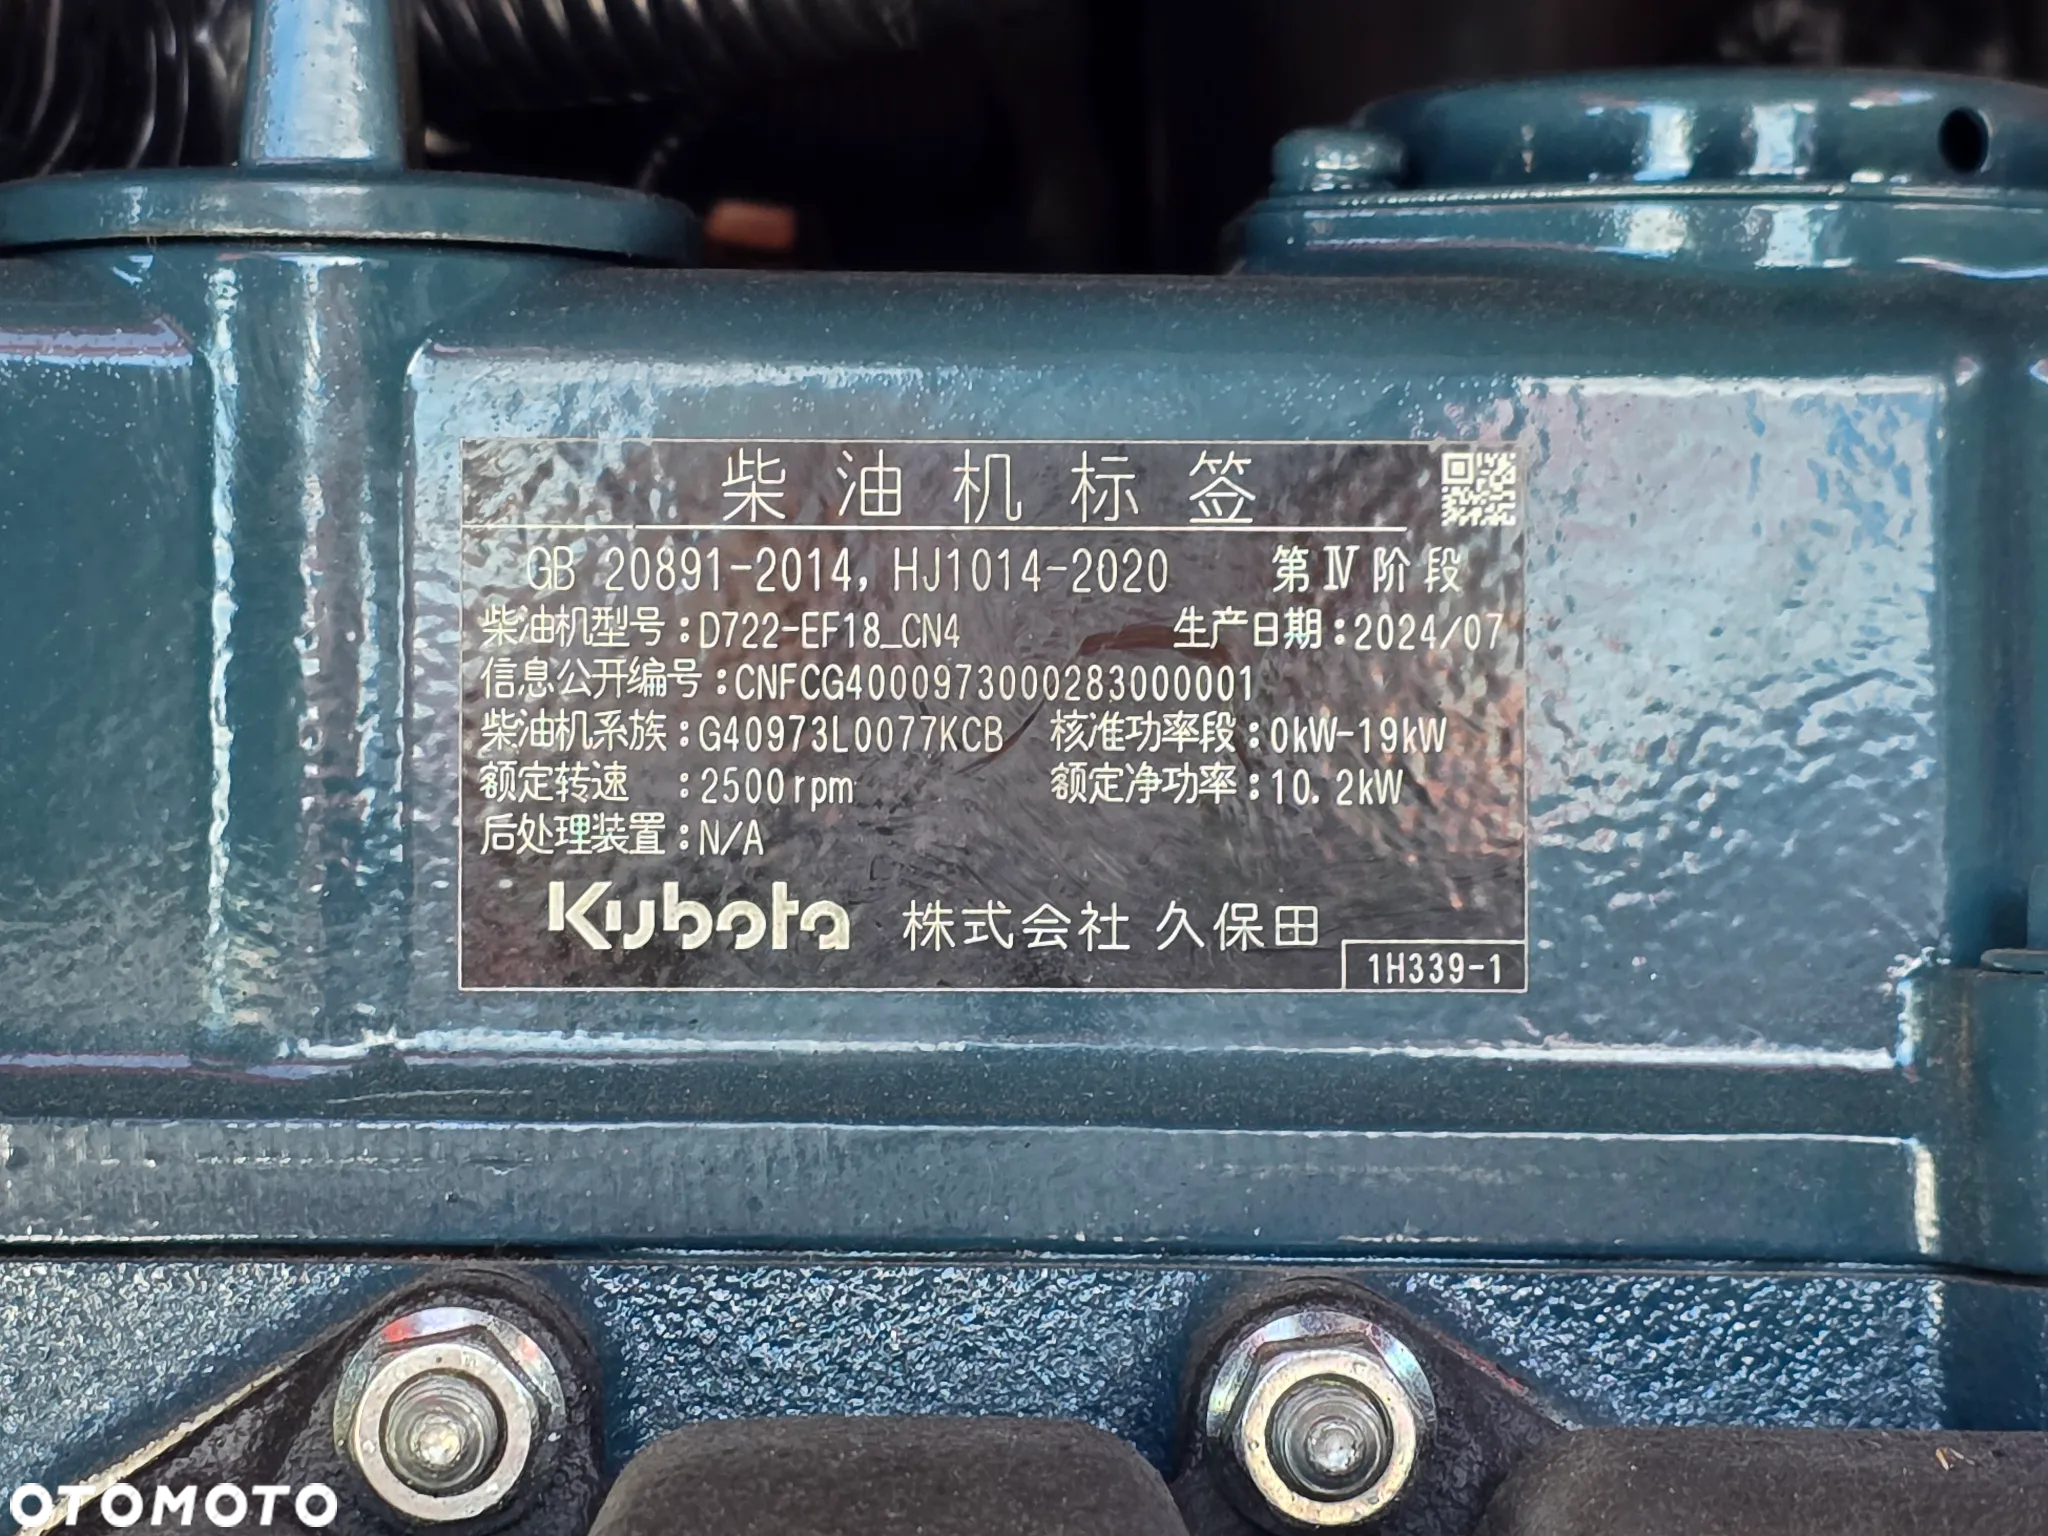 柴油机标签
GB 20891-2014, HJ1014-2020 第Ⅳ阶段
柴油机型号:D722-EF18_CN4 生产日期:2024/07
信息公开编号:CNFCG4000973000283000001
柴油机系族:G40973L0077KCB 核准功率段:0kW-19kW
额定转速 :2500rpm 额定净功率:10.2kW
后处理装置:N/A
Kubota 株式会社 久保田
1H339-1
OTOMOTO